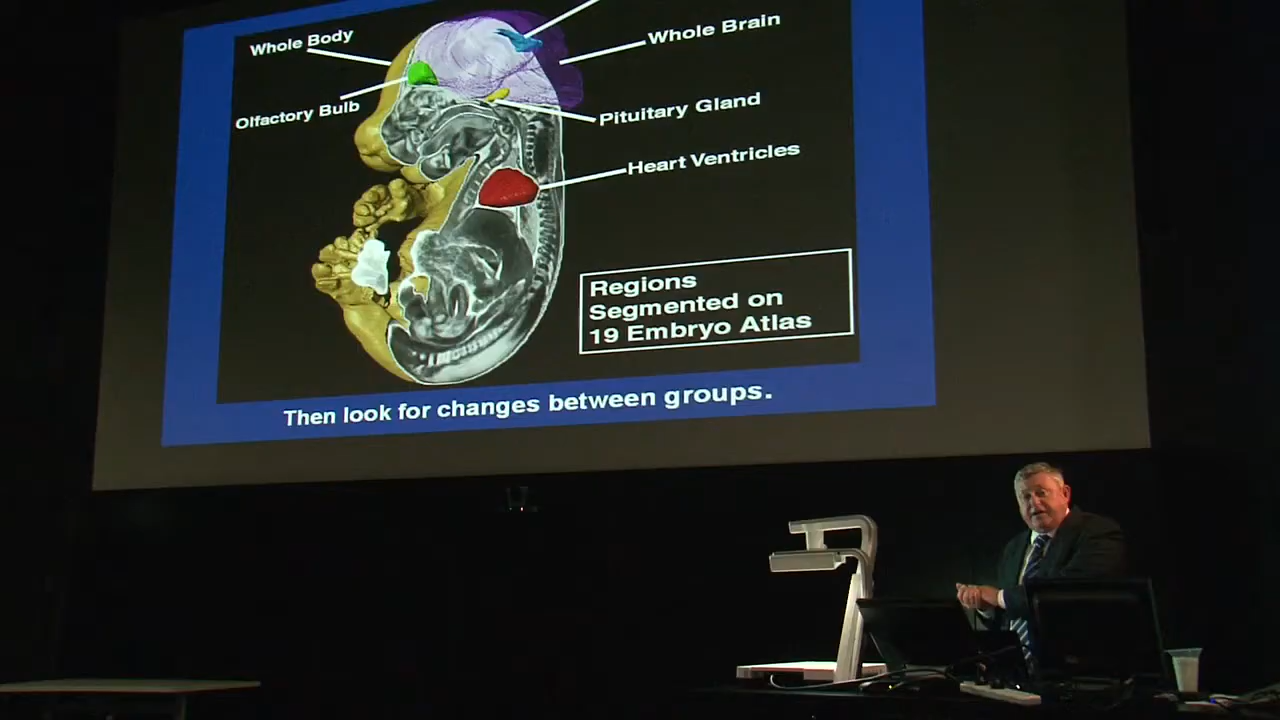 Whole Body
Whole Brain
Olfactory Bulb
Pituitary Gland
Heart Ventricles
Regions
Segmented on
19 Embryo Atlas
Then look for changes between groups.